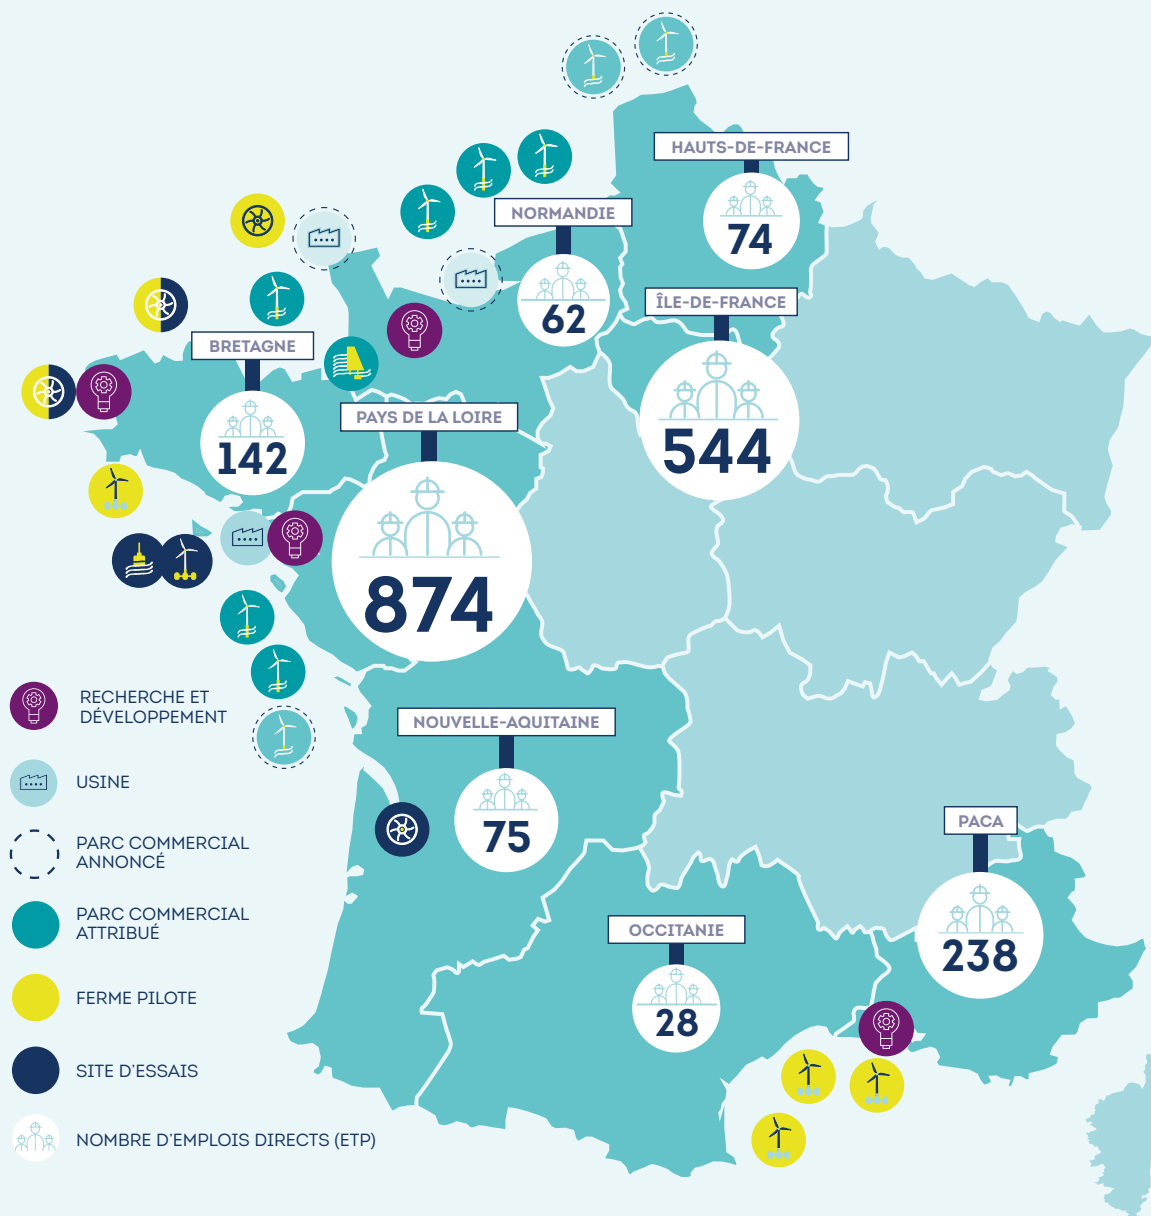 HAUTS-DE-FRANCE
74
NORMANDIE
62
ÎLE-DE-FRANCE
544
BRETAGNE
142
PAYS DE LA LOIRE
874
RECHERCHE ET
DÉVELOPPEMENT
USINE
PARC COMMERCIAL
ANNONCÉ
PARC COMMERCIAL
ATTRIBUÉ
FERME PILOTE
SITE D'ESSAIS
NOMBRE D'EMPLOIS DIRECTS (ETP)
NOUVELLE-AQUITAINE
75
PACA
238
OCCITANIE
28